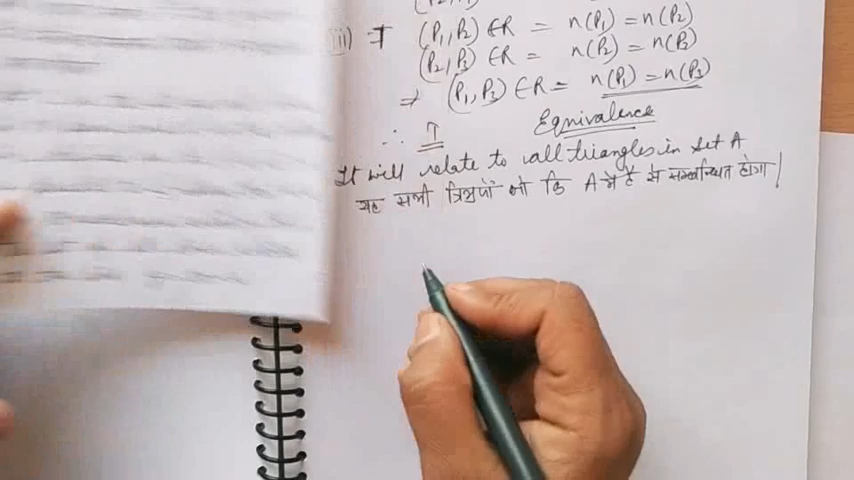 iii) T (P₁, P₂) ∈R = n(P₁) = n(P₂)
(P₂, P₃) ∈R = n(P₂) = n(P₃)
⇒ (P₁, P₃) ∈R = n(P₁) = n(P₃)
∴ T Equivalence
It will relate to all triangles in set A
यह सभी त्रिभुजों जो कि A में हैं से सम्बन्धित होगा।